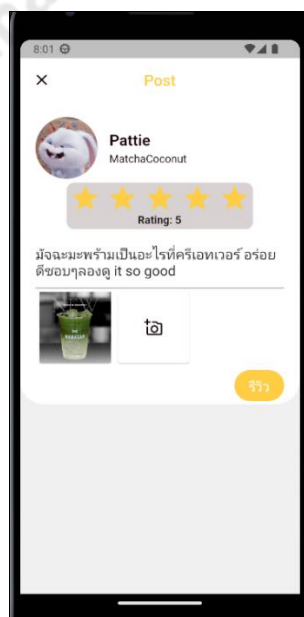 8:01
Post
Pattie
MatchaCoconut
Rating: 5
มัจฉะมะพร้ามเป็นอะไรที่ครีเอทเวอร์ อร่อย
ดีชอบๆลองดู it so good
รีวิว